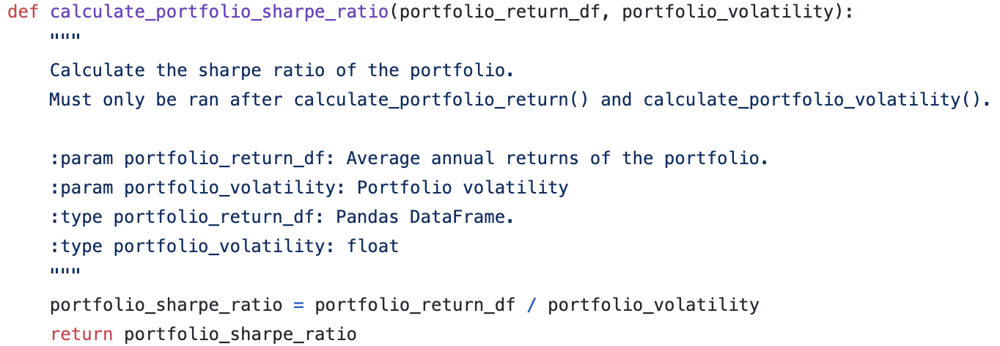 def calculate_portfolio_sharpe_ratio(portfolio_return_df, portfolio_volatility):
    """
    Calculate the sharpe ratio of the portfolio.
    Must only be ran after calculate_portfolio_return() and calculate_portfolio_volatility().

    :param portfolio_return_df: Average annual returns of the portfolio.
    :param portfolio_volatility: Portfolio volatility
    :type portfolio_return_df: Pandas DataFrame.
    :type portfolio_volatility: float
    """
    portfolio_sharpe_ratio = portfolio_return_df / portfolio_volatility
    return portfolio_sharpe_ratio